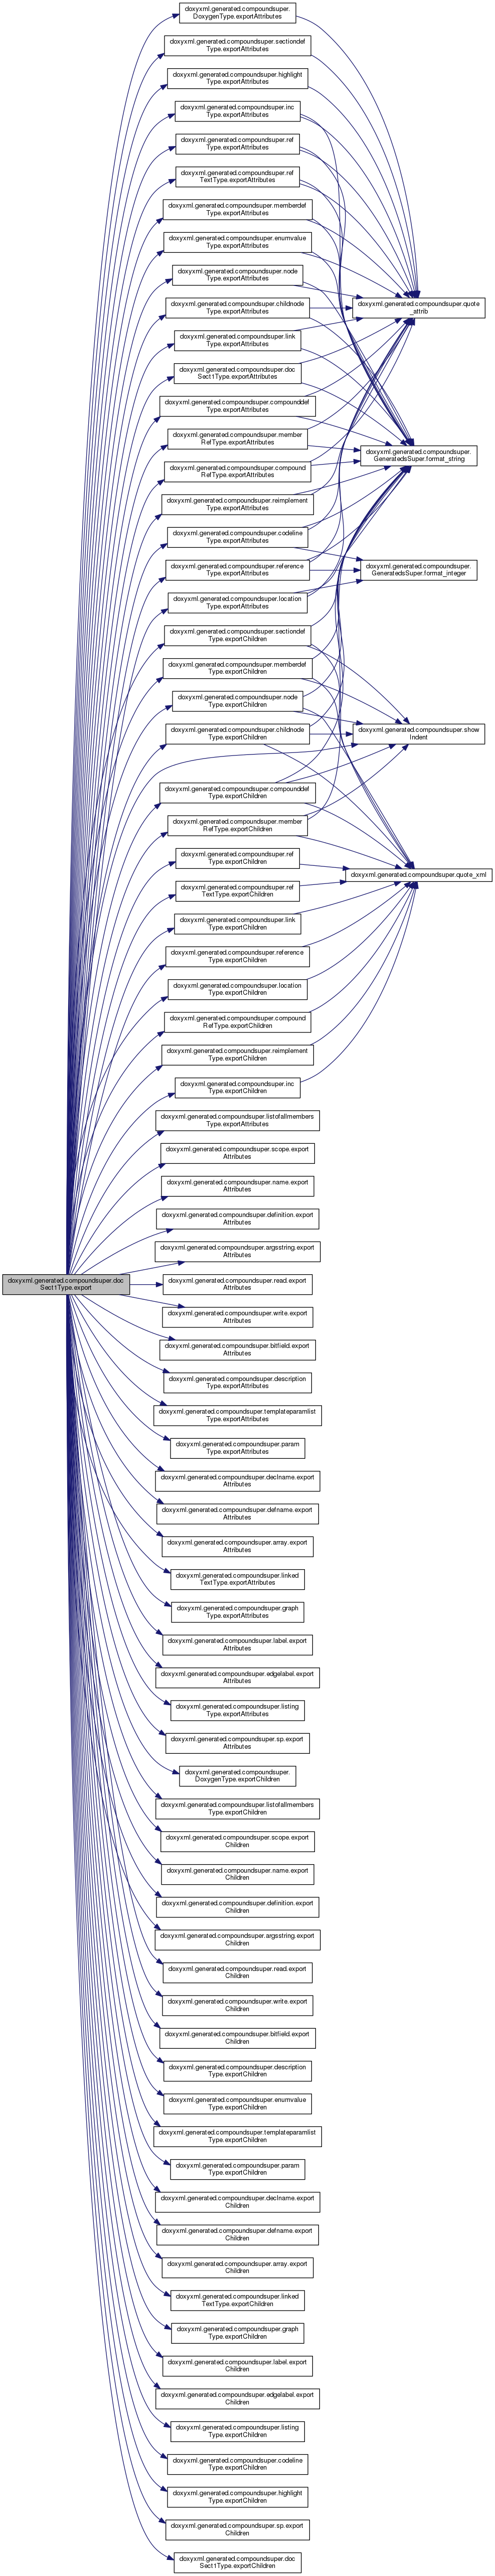 doxyxml.generated.compoundsuper.
DoxygenType.exportAttributes
doxyxml.generated.compoundsuper.sectiondef
Type.exportAttributes
doxyxml.generated.compoundsuper.highlight
Type.exportAttributes
doxyxml.generated.compoundsuper.inc
Type.exportAttributes
doxyxml.generated.compoundsuper.ref
Type.exportAttributes
doxyxml.generated.compoundsuper.ref
TextType.exportAttributes
doxyxml.generated.compoundsuper.memberdef
Type.exportAttributes
doxyxml.generated.compoundsuper.enumvalue
Type.exportAttributes
doxyxml.generated.compoundsuper.node
Type.exportAttributes
doxyxml.generated.compoundsuper.childnode
Type.exportAttributes
doxyxml.generated.compoundsuper.quote
_attrib
doxyxml.generated.compoundsuper.link
Type.exportAttributes
doxyxml.generated.compoundsuper.doc
Sect1Type.exportAttributes
doxyxml.generated.compoundsuper.compounddef
Type.exportAttributes
doxyxml.generated.compoundsuper.member
RefType.exportAttributes
doxyxml.generated.compoundsuper.
GeneratedsSuper.format_string
doxyxml.generated.compoundsuper.compound
RefType.exportAttributes
doxyxml.generated.compoundsuper.reimplement
Type.exportAttributes
doxyxml.generated.compoundsuper.codeline
Type.exportAttributes
doxyxml.generated.compoundsuper.reference
Type.exportAttributes
doxyxml.generated.compoundsuper.
GeneratedsSuper.format_integer
doxyxml.generated.compoundsuper.location
Type.exportAttributes
doxyxml.generated.compoundsuper.sectiondef
Type.exportChildren
doxyxml.generated.compoundsuper.memberdef
Type.exportChildren
doxyxml.generated.compoundsuper.node
Type.exportChildren
doxyxml.generated.compoundsuper.childnode
Type.exportChildren
doxyxml.generated.compoundsuper.show
Indent
doxyxml.generated.compoundsuper.compounddef
Type.exportChildren
doxyxml.generated.compoundsuper.member
RefType.exportChildren
doxyxml.generated.compoundsuper.ref
Type.exportChildren
doxyxml.generated.compoundsuper.quote_xml
doxyxml.generated.compoundsuper.ref
TextType.exportChildren
doxyxml.generated.compoundsuper.link
Type.exportChildren
doxyxml.generated.compoundsuper.reference
Type.exportChildren
doxyxml.generated.compoundsuper.location
Type.exportChildren
doxyxml.generated.compoundsuper.compound
RefType.exportChildren
doxyxml.generated.compoundsuper.reimplement
Type.exportChildren
doxyxml.generated.compoundsuper.inc
Type.exportChildren
doxyxml.generated.compoundsuper.listofallmembers
Type.exportAttributes
doxyxml.generated.compoundsuper.scope.export
Attributes
doxyxml.generated.compoundsuper.name.export
Attributes
doxyxml.generated.compoundsuper.definition.export
Attributes
doxyxml.generated.compoundsuper.argsstring.export
Attributes
doxyxml.generated.compoundsuper.doc
Sect1Type.export
doxyxml.generated.compoundsuper.read.export
Attributes
doxyxml.generated.compoundsuper.write.export
Attributes
doxyxml.generated.compoundsuper.bitfield.export
Attributes
doxyxml.generated.compoundsuper.description
Type.exportAttributes
doxyxml.generated.compoundsuper.templateparamlist
Type.exportAttributes
doxyxml.generated.compoundsuper.param
Type.exportAttributes
doxyxml.generated.compoundsuper.declname.export
Attributes
doxyxml.generated.compoundsuper.defname.export
Attributes
doxyxml.generated.compoundsuper.array.export
Attributes
doxyxml.generated.compoundsuper.linked
TextType.exportAttributes
doxyxml.generated.compoundsuper.graph
Type.exportAttributes
doxyxml.generated.compoundsuper.label.export
Attributes
doxyxml.generated.compoundsuper.edgelabel.export
Attributes
doxyxml.generated.compoundsuper.listing
Type.exportAttributes
doxyxml.generated.compoundsuper.sp.export
Attributes
doxyxml.generated.compoundsuper.
DoxygenType.exportChildren
doxyxml.generated.compoundsuper.listofallmembers
Type.exportChildren
doxyxml.generated.compoundsuper.scope.export
Children
doxyxml.generated.compoundsuper.name.export
Children
doxyxml.generated.compoundsuper.definition.export
Children
doxyxml.generated.compoundsuper.argsstring.export
Children
doxyxml.generated.compoundsuper.read.export
Children
doxyxml.generated.compoundsuper.write.export
Children
doxyxml.generated.compoundsuper.bitfield.export
Children
doxyxml.generated.compoundsuper.description
Type.exportChildren
doxyxml.generated.compoundsuper.enumvalue
Type.exportChildren
doxyxml.generated.compoundsuper.templateparamlist
Type.exportChildren
doxyxml.generated.compoundsuper.param
Type.exportChildren
doxyxml.generated.compoundsuper.declname.export
Children
doxyxml.generated.compoundsuper.defname.export
Children
doxyxml.generated.compoundsuper.array.export
Children
doxyxml.generated.compoundsuper.linked
TextType.exportChildren
doxyxml.generated.compoundsuper.graph
Type.exportChildren
doxyxml.generated.compoundsuper.label.export
Children
doxyxml.generated.compoundsuper.edgelabel.export
Children
doxyxml.generated.compoundsuper.listing
Type.exportChildren
doxyxml.generated.compoundsuper.codeline
Type.exportChildren
doxyxml.generated.compoundsuper.highlight
Type.exportChildren
doxyxml.generated.compoundsuper.sp.export
Children
doxyxml.generated.compoundsuper.doc
Sect1Type.exportChildren